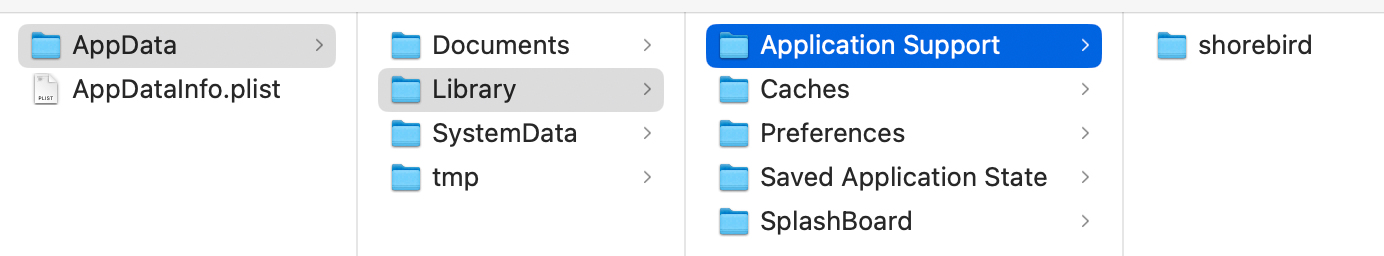 AppData
AppDataInfo.plist
PLIST
Documents
Library
SystemData
tmp
Application Support
Caches
Preferences
Saved Application State
SplashBoard
shorebird